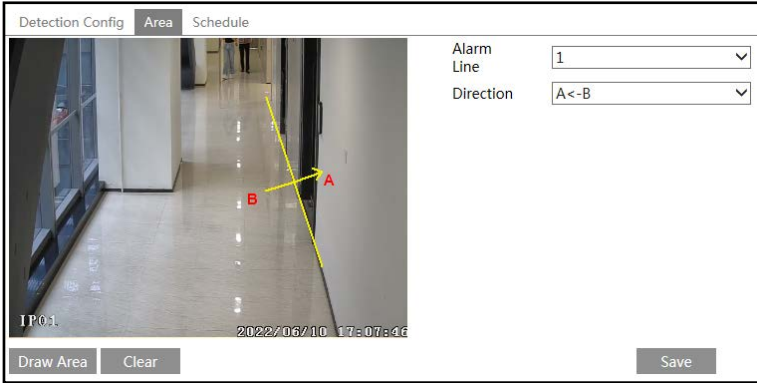 Detection Config Area Schedule
Alarm
Line
1
Direction
A<-B
A
B
IP01
2022/06/10 17:07:46
Draw Area Clear Save